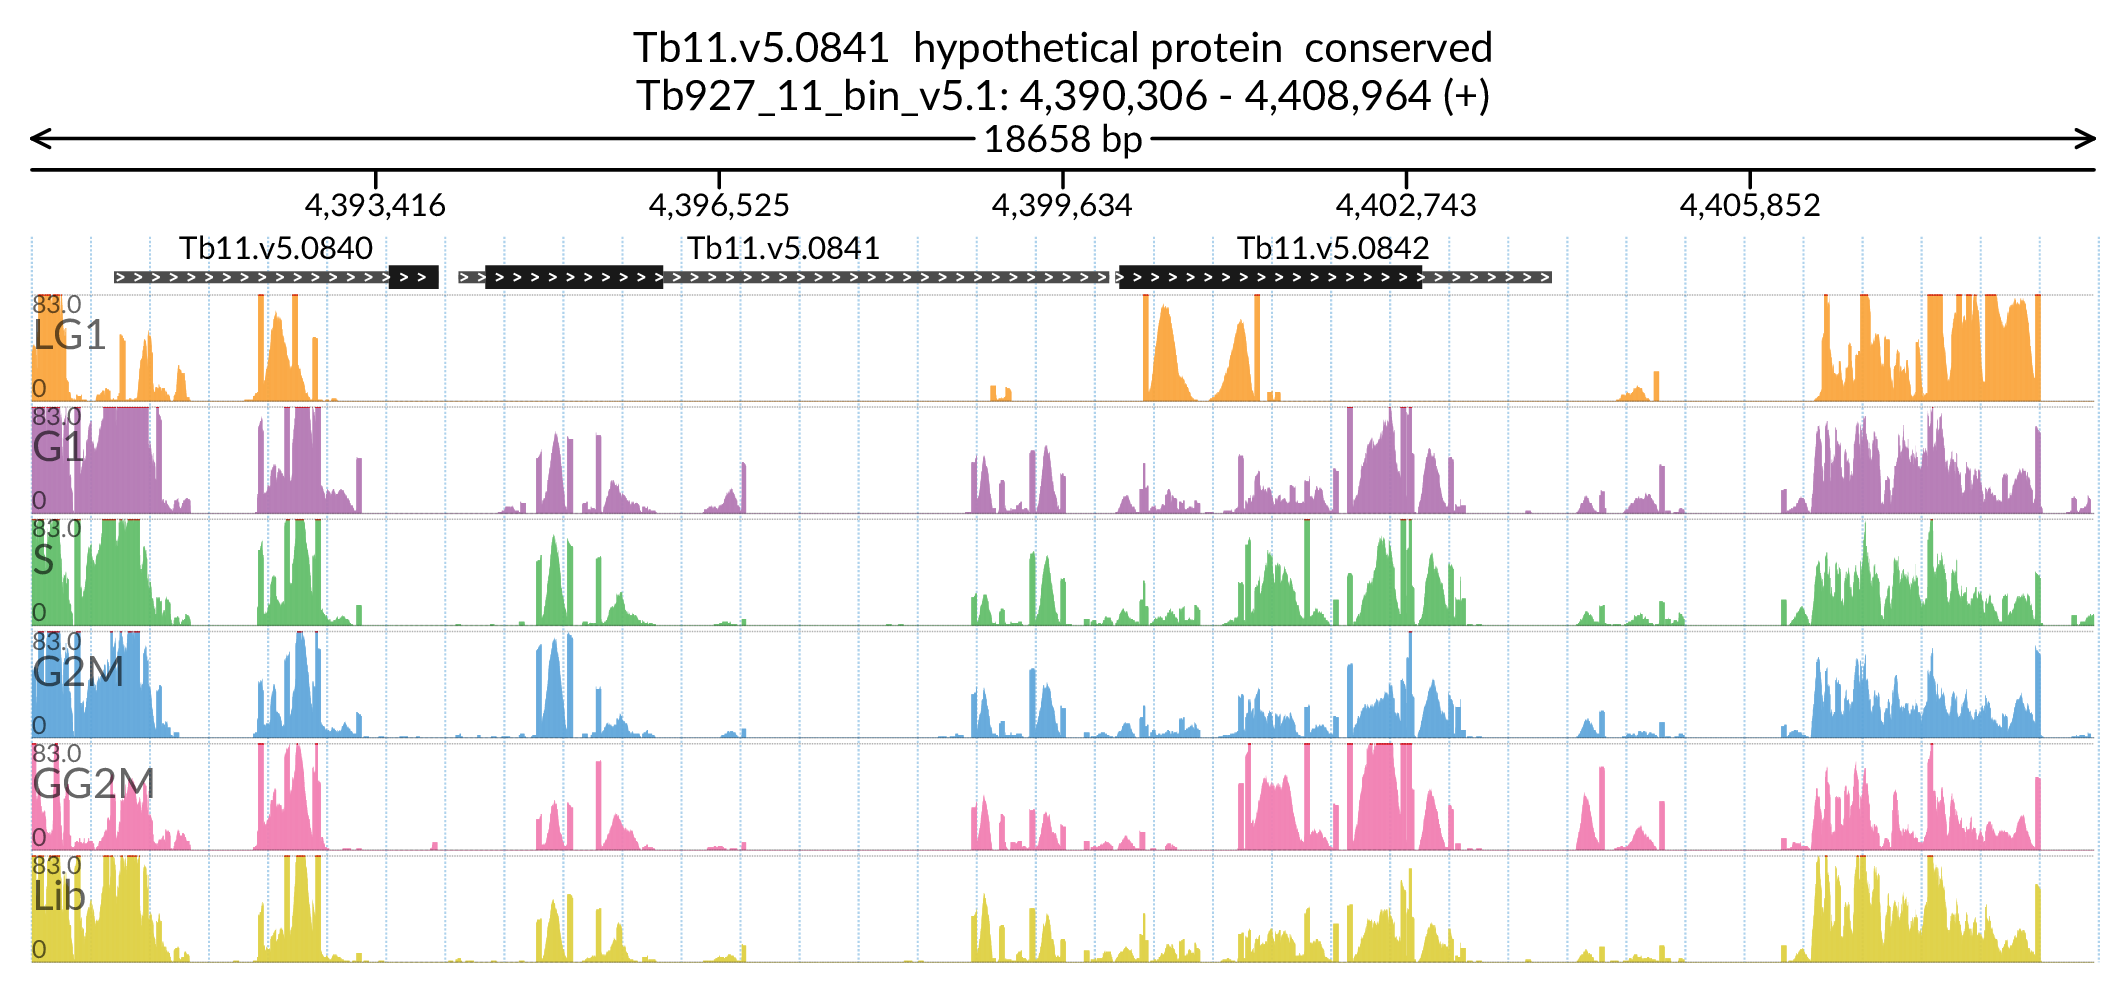 Tb11.v5.0841 hypothetical protein conserved
Tb927_11_bin_v5.1: 4,390,306 - 4,408,964 (+)
18658 bp
4,393,416 4,396,525 4,399,634 4,402,743 4,405,852
Tb11.v5.0840 Tb11.v5.0841 Tb11.v5.0842
83.0
LG1
0
83.0
G1
0
83.0
S
0
83.0
G2M
0
83.0
GG2M
0
83.0
Lib
0